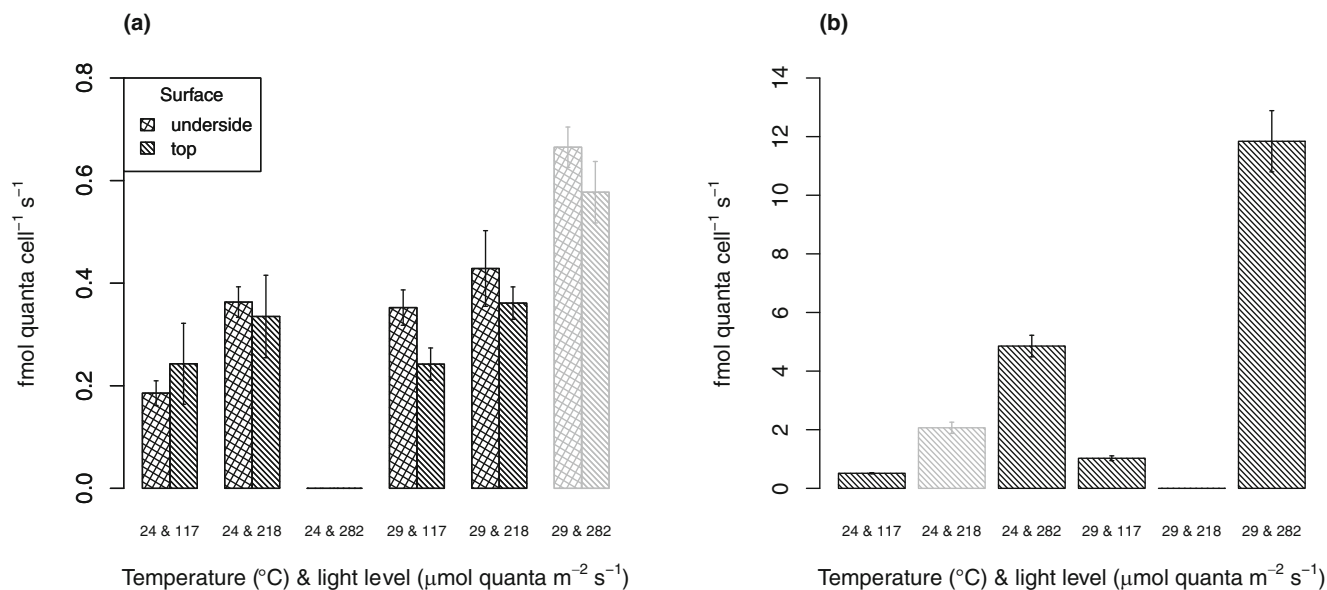 (a)
fmol quanta cell⁻¹ s⁻¹
0.8
0.6
0.4
0.2
0.0
Surface
underside
top
24 & 117
24 & 218
24 & 282
29 & 117
29 & 218
29 & 282
Temperature (°C) & light level (μmol quanta m⁻² s⁻¹)
(b)
fmol quanta cell⁻¹ s⁻¹
14
12
10
8
6
4
2
0
24 & 117
24 & 218
24 & 282
29 & 117
29 & 218
29 & 282
Temperature (°C) & light level (μmol quanta m⁻² s⁻¹)